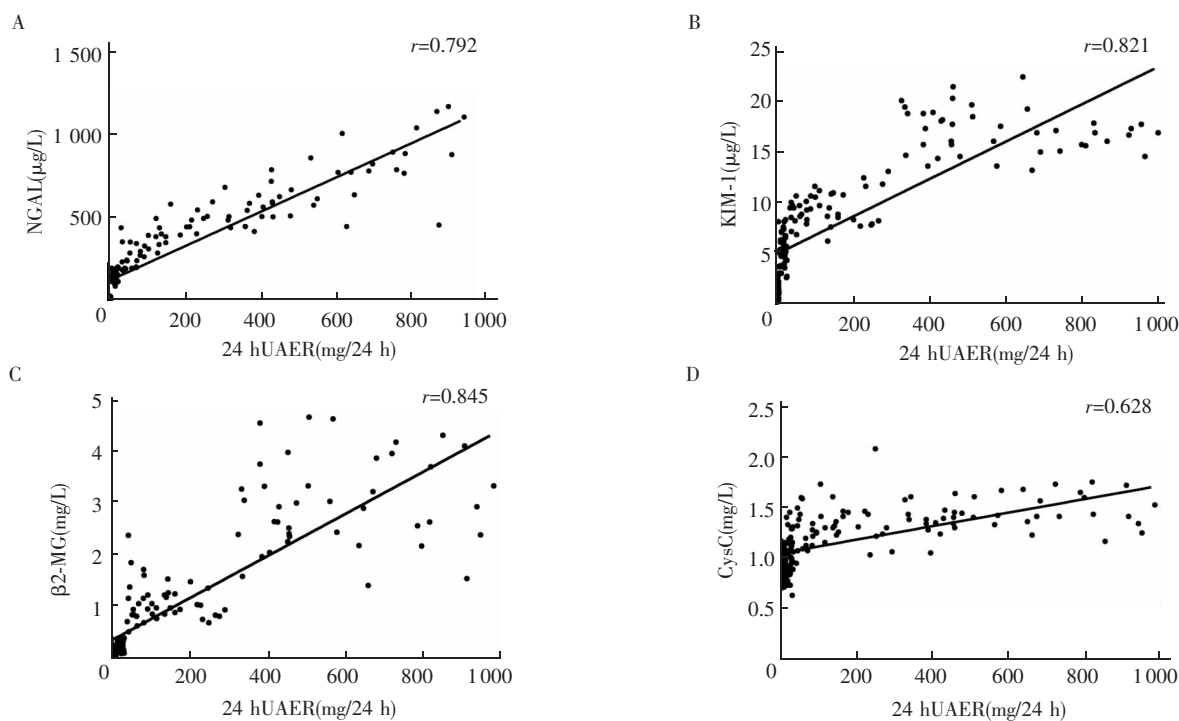 A
r=0.792
1 500
1 000
500
0
200
400
600
800
1 000
NGAL(μg/L)
24 hUAER(mg/24 h)
B
r=0.821
25
20
15
10
5
0
200
400
600
800
1 000
KIM-1(μg/L)
24 hUAER(mg/24 h)
C
r=0.845
5
4
3
2
1
0
200
400
600
800
1 000
β2-MG(mg/L)
24 hUAER(mg/24 h)
D
r=0.628
2.5
2.0
1.5
1.0
0.5
0
200
400
600
800
1 000
CysC(mg/L)
24 hUAER(mg/24 h)